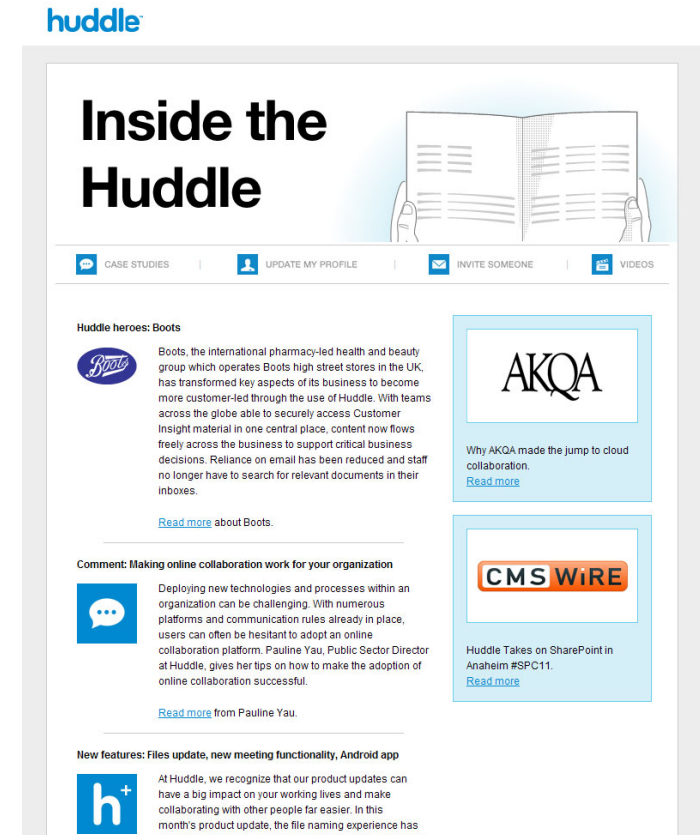 huddle
Inside the
Huddle
CASE STUDIES
UPDATE MY PROFILE
INVITE SOMEONE
VIDEOS
Huddle heroes: Boots
Boots
Boots, the international pharmacy-led health and beauty
group which operates Boots high street stores in the UK,
has transformed key aspects of its business to become
more customer-led through the use of Huddle. With teams
across the globe able to securely access Customer
Insight material in one central place, content now flows
freely across the business to support critical business
decisions. Reliance on email has been reduced and staff
no longer have to search for relevant documents in their
inboxes.
Read more about Boots.
Comment: Making online collaboration work for your organization
Deploying new technologies and processes within an
organization can be challenging. With numerous
platforms and communication rules already in place,
users can often be hesitant to adopt an online
collaboration platform. Pauline Yau, Public Sector Director
at Huddle, gives her tips on how to make the adoption of
online collaboration successful.
Read more from Pauline Yau.
New features: Files update, new meeting functionality, Android app
h+
At Huddle, we recognize that our product updates can
have a big impact on your working lives and make
collaborating with other people far easier. In this
month's product update, the file naming experience has
AKQA
Why AKQA made the jump to cloud
collaboration.
Read more
CMS WiRE
Huddle Takes on SharePoint in
Anaheim #SPC11.
Read more